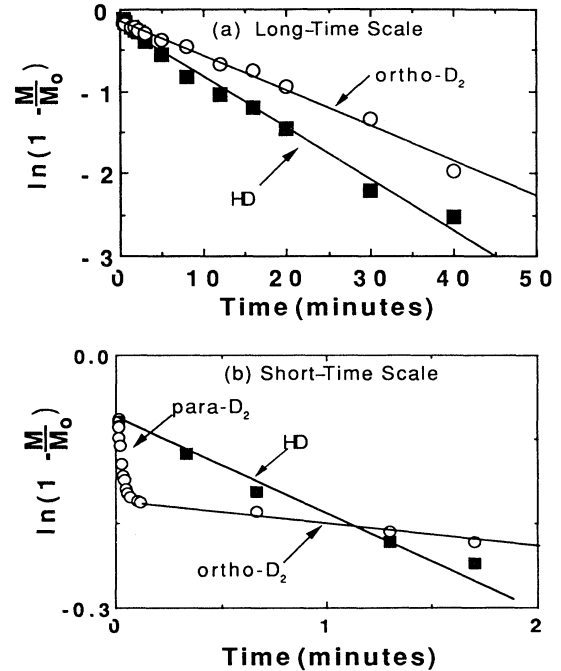 (a) Long-Time Scale
0
- 1
- 2
- 3
ln(1 - M/Mo)
ortho-D2
HD
0 10 20 30 40 50
Time (minutes)
(b) Short-Time Scale
0.0
-0.3
ln(1 - M/Mo)
para-D2
HD
ortho-D2
0 1 2
Time (minutes)